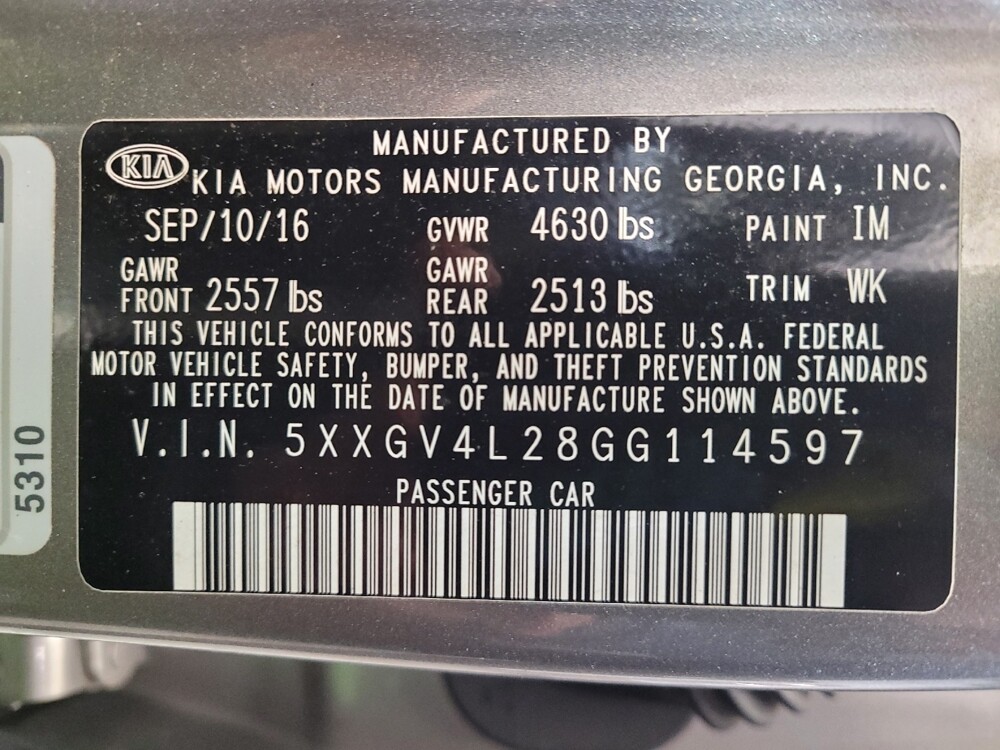 MANUFACTURED BY
KIA
KIA MOTORS MANUFACTURING GEORGIA, INC.
SEP/10/16 GVWR 4630 lbs PAINT IM
GAWR FRONT 2557 lbs GAWR REAR 2513 lbs TRIM WK
THIS VEHICLE CONFORMS TO ALL APPLICABLE U.S.A. FEDERAL
MOTOR VEHICLE SAFETY, BUMPER, AND THEFT PREVENTION STANDARDS
IN EFFECT ON THE DATE OF MANUFACTURE SHOWN ABOVE.
V.I.N. 5XXGV4L28GG114597
PASSENGER CAR
5310